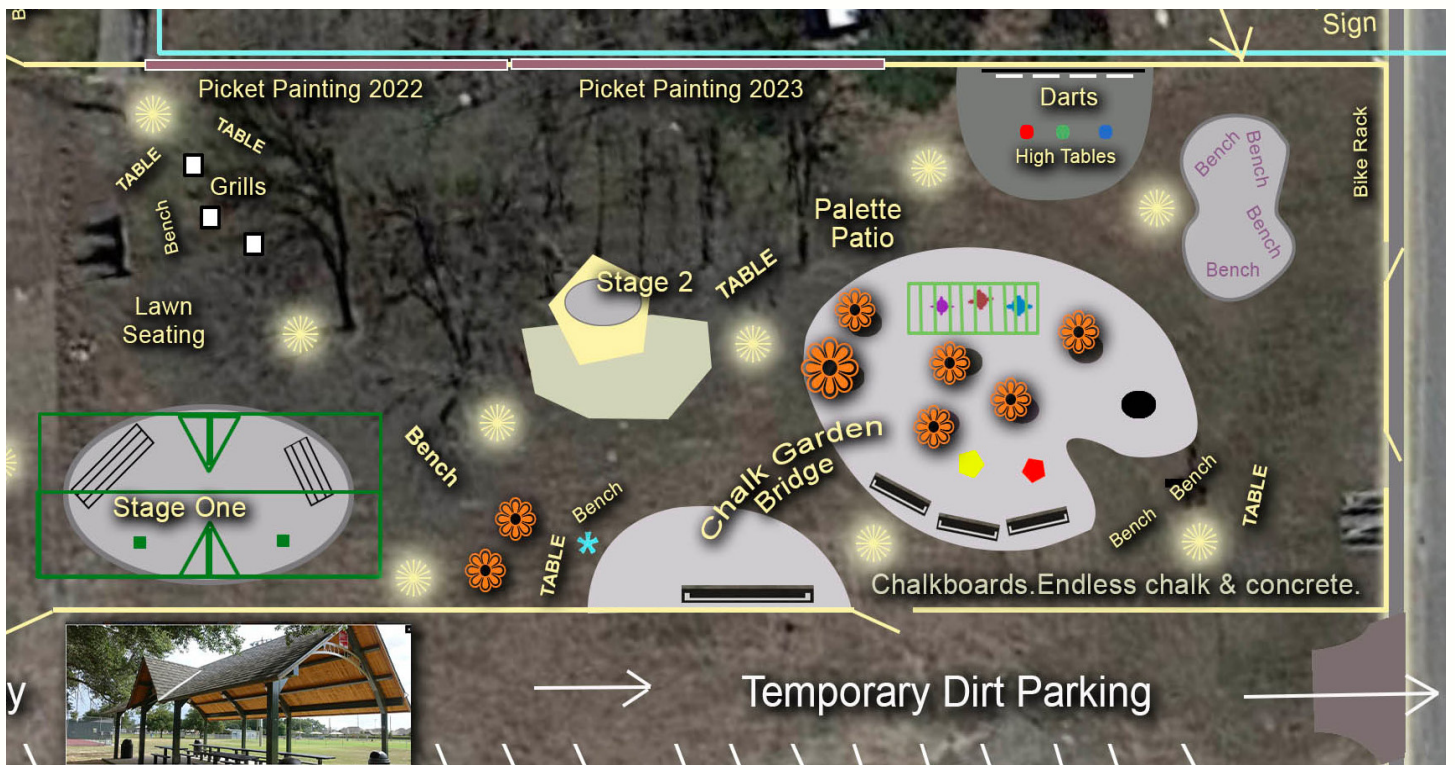 Sign
Picket Painting 2022
Picket Painting 2023
Darts
High Tables
Bench
Bench
Bench
Bench
Bike Rack
TABLE
TABLE
Grills
Bench
Palette
Patio
Stage 2
TABLE
Lawn
Seating
Bench
Stage One
Chalk Garden
Bridge
Bench
TABLE
Bench
Bench
TABLE
Chalkboards.Endless chalk & concrete.
y
Temporary Dirt Parking